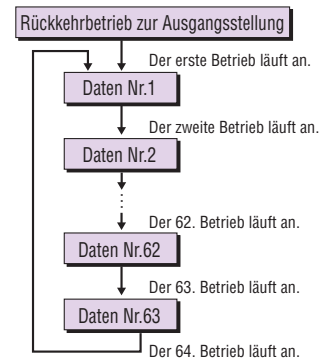 Rückkehrbetrieb zur Ausgangsstellung
Der erste Betrieb läuft an.
Daten Nr.1
Der zweite Betrieb läuft an.
Daten Nr.2
Der 62. Betrieb läuft an.
Daten Nr.62
Der 63. Betrieb läuft an.
Daten Nr.63
Der 64. Betrieb läuft an.